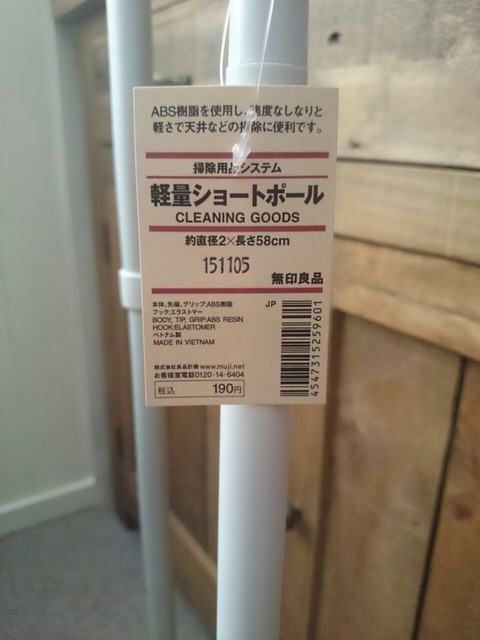 ABS樹脂を使用し、適度なしなりと
軽さで天井などの掃除に便利です。
掃除用品システム
軽量ショートポール
CLEANING GOODS
約直径2×長さ58cm
151105
無印良品
本体、先端、グリップ:ABS樹脂
フック:エラストマー
BODY, TIP, GRIP:ABS RESIN
HOOK:ELASTOMER
ベトナム製
MADE IN VIETNAM
JP
4547315259601
株式会社良品計画 www.muji.net
お客様室電話0120-14-6404
税込 190円